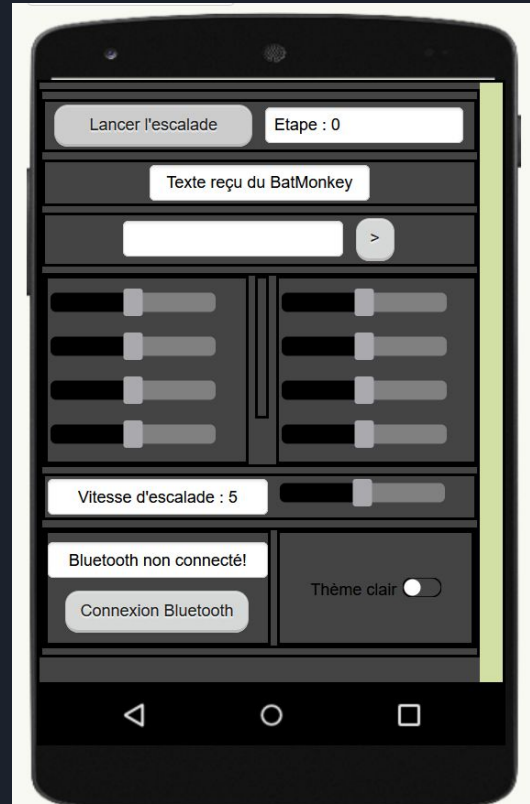 Lancer l'escalade Etape : 0
Texte reçu du BatMonkey
>
Vitesse d'escalade : 5
Bluetooth non connecté!
Thème clair
Connexion Bluetooth